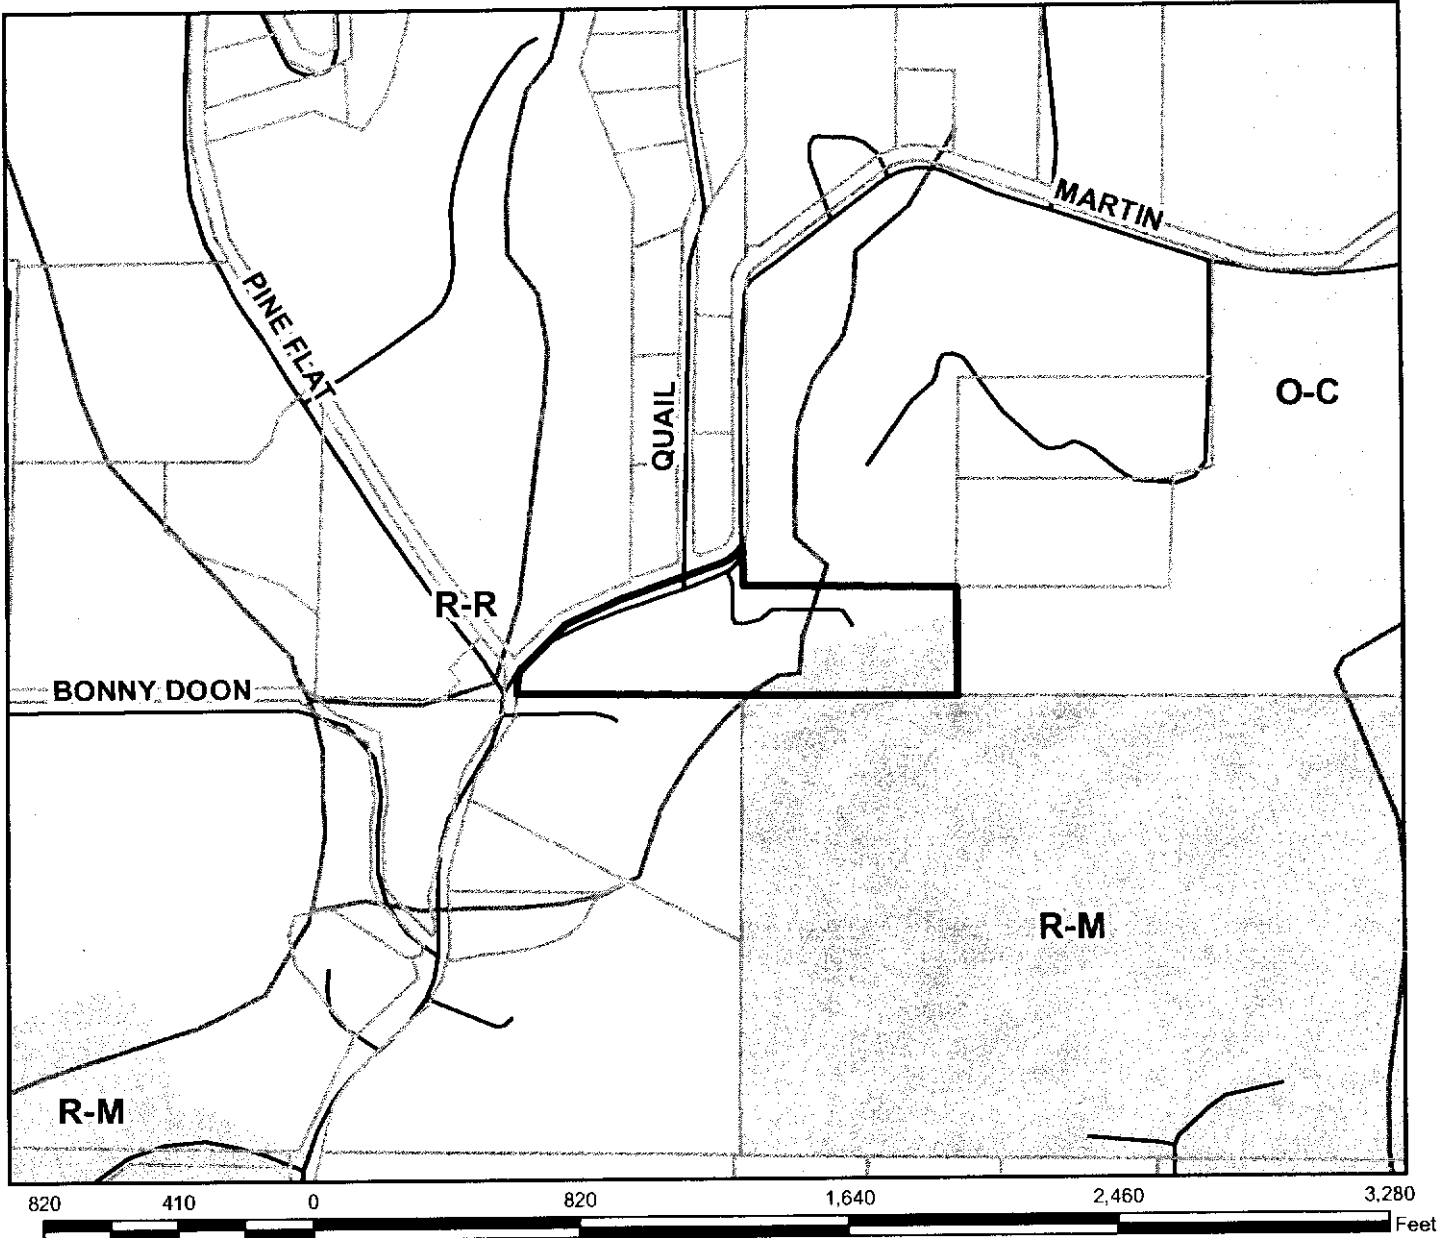 MARTIN
PINE FLAT
QUAIL
O-C
R-R
BONNY DOON
R-M
R-M
820 410 0 820 1,640 2,460 3,280
Feet